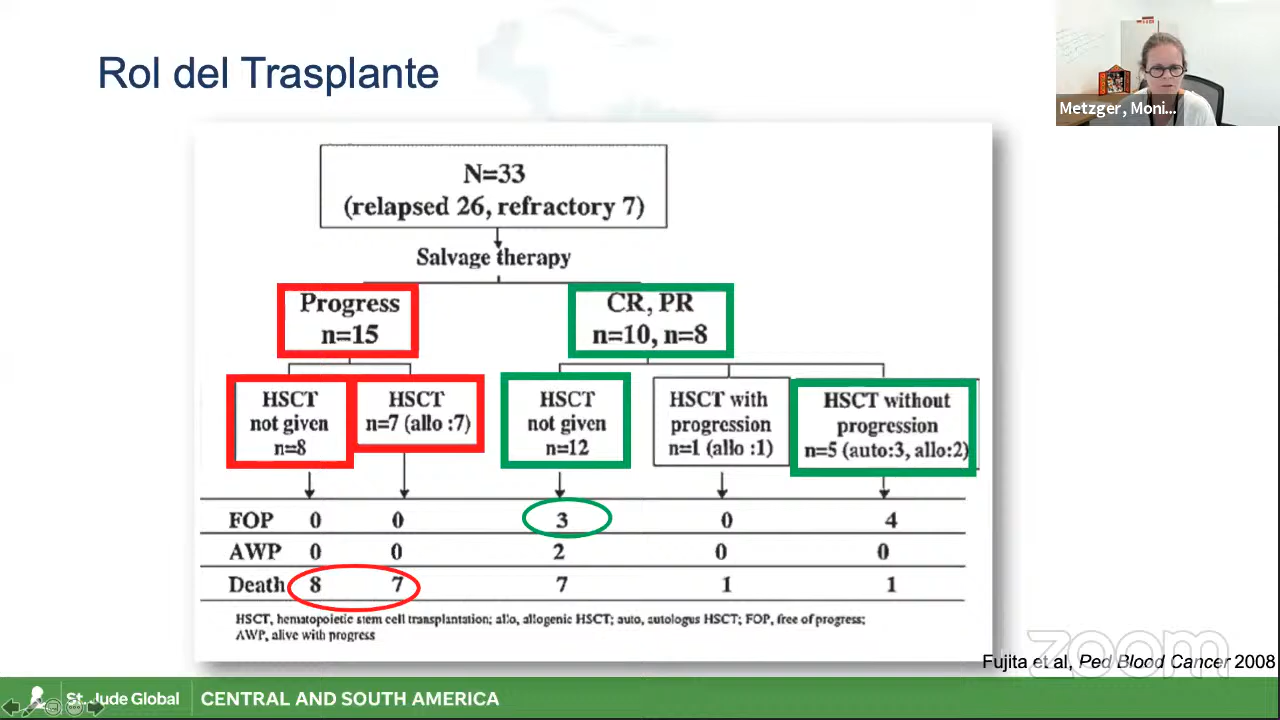 Rol del Trasplante
Metzger, Moni...
N=33
(relapsed 26, refractory 7)
Salvage therapy
Progress
n=15
CR, PR
n=10, n=8
HSCT
not given
n=8
HSCT
n=7 (allo :7)
HSCT
not given
n=12
HSCT with
progression
n=1 (allo :1)
HSCT without
progression
n=5 (auto:3, allo:2)
FOP 0 0 3 0 4
AWP 0 0 2 0 0
Death 8 7 7 1 1
HSCT, hematopoietic stem cell transplantation; allo, allogenic HSCT; auto, autologus HSCT; FOP, free of progress;
AWP, alive with progress
zoom
Fujita et al, Ped Blood Cancer 2008
St. Jude Global
CENTRAL AND SOUTH AMERICA